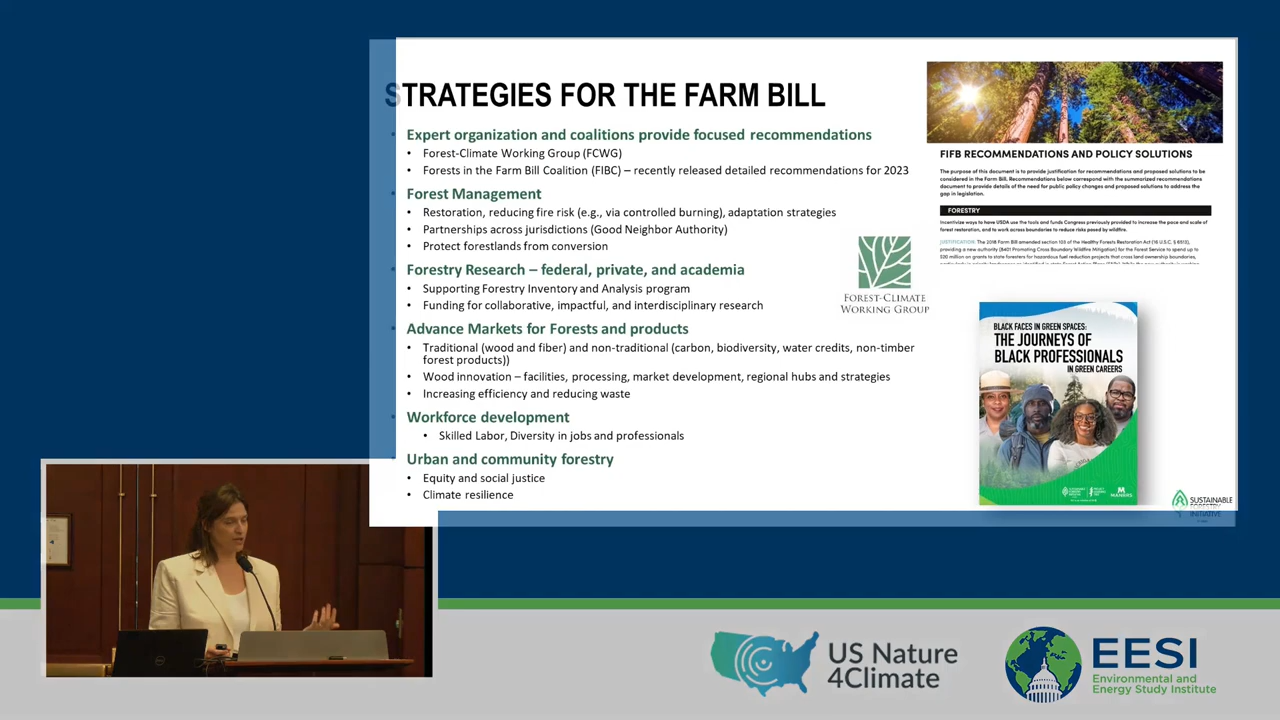 STRATEGIES FOR THE FARM BILL
• Expert organization and coalitions provide focused recommendations
• Forest-Climate Working Group (FCWG)
• Forests in the Farm Bill Coalition (FIBC) – recently released detailed recommendations for 2023
• Forest Management
• Restoration, reducing fire risk (e.g., via controlled burning), adaptation strategies
• Partnerships across jurisdictions (Good Neighbor Authority)
• Protect forestlands from conversion
• Forestry Research – federal, private, and academia
• Supporting Forestry Inventory and Analysis program
• Funding for collaborative, impactful, and interdisciplinary research
• Advance Markets for Forests and products
• Traditional (wood and fiber) and non-traditional (carbon, biodiversity, water credits, non-timber
forest products))
• Wood innovation – facilities, processing, market development, regional hubs and strategies
• Increasing efficiency and reducing waste
• Workforce development
• Skilled Labor, Diversity in jobs and professionals
• Urban and community forestry
• Equity and social justice
• Climate resilience
FIFB RECOMMENDATIONS AND POLICY SOLUTIONS
The purpose of this document is to provide justification for recommendations and proposed solutions to be
considered in the Farm Bill. Recommendations below correspond with the summarized recommendations
document to provide details of the need for public policy changes and proposed solutions to address the
gap in legislation.
FORESTRY
Incentivize ways to have USDA use the tools and funds Congress previously provided to increase the pace and scale of
forest restoration, and to work across boundaries to reduce risks posed by wildfire.
JUSTIFICATION: The 2018 Farm Bill amended section 103 of the Healthy Forests Restoration Act (16 U.S.C. § 6513),
providing a new authority (8401 Promoting Cross Boundary Wildfire Mitigation) for the Forest Service to spend up to
$20 million on grants to state foresters for hazardous fuel reduction projects that cross land ownership boundaries,
FOREST-CLIMATE
WORKING GROUP
BLACK FACES IN GREEN SPACES:
THE JOURNEYS OF
BLACK PROFESSIONALS
IN GREEN CAREERS
MANRRS
SUSTAINABLE
FORESTRY
INITIATIVE
US Nature
4Climate
EESI
Environmental and
Energy Study Institute